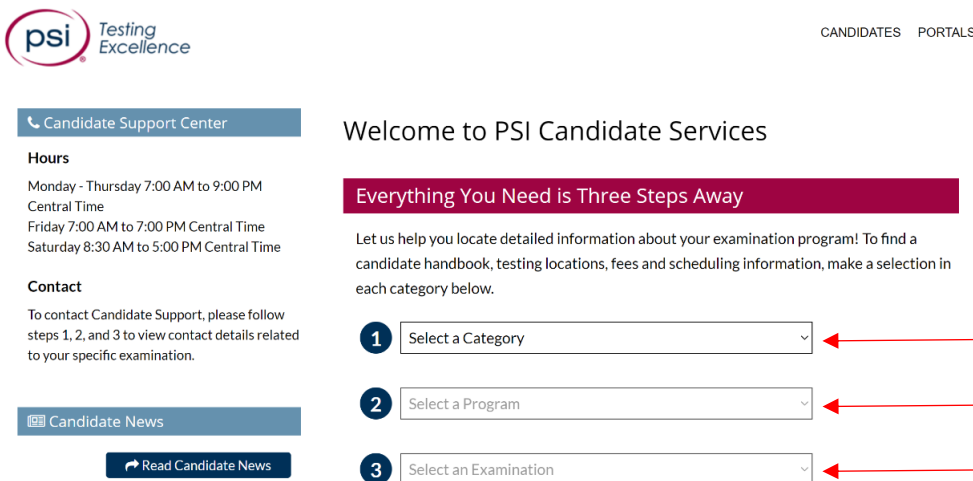 psi Testing
Excellence
CANDIDATES PORTALS
Candidate Support Center
Hours
Monday - Thursday 7:00 AM to 9:00 PM
Central Time
Friday 7:00 AM to 7:00 PM Central Time
Saturday 8:30 AM to 5:00 PM Central Time
Contact
To contact Candidate Support, please follow
steps 1, 2, and 3 to view contact details related
to your specific examination.
Candidate News
Read Candidate News
Welcome to PSI Candidate Services
Everything You Need is Three Steps Away
Let us help you locate detailed information about your examination program! To find a
candidate handbook, testing locations, fees and scheduling information, make a selection in
each category below.
1 Select a Category
2 Select a Program
3 Select an Examination